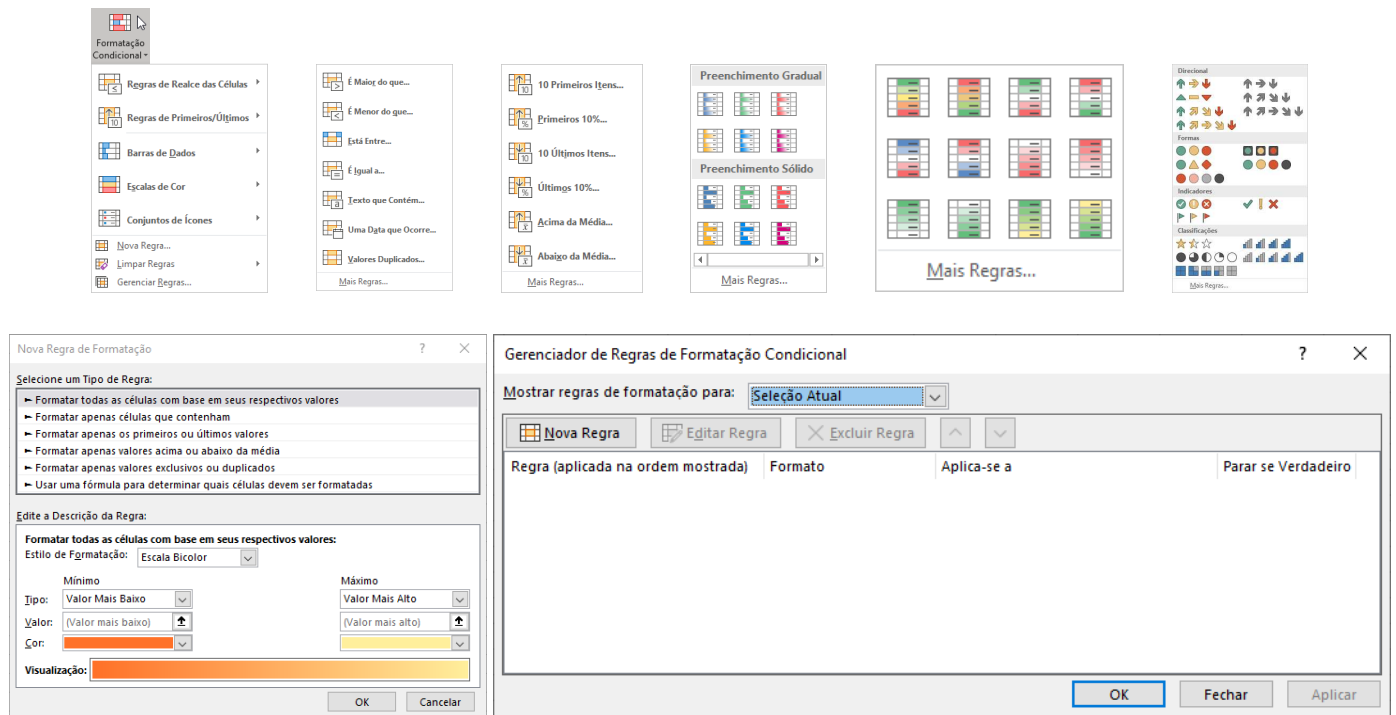 Formatação
Condicional
Regras de Realce das Células
Regras de Primeiros/Últimos
Barras de Dados
Escalas de Cor
Conjuntos de Ícones
Nova Regra...
Limpar Regras
Gerenciar Regras...
É Maior do que...
É Menor do que...
Está Entre...
É Igual a...
Texto que Contém...
Uma Data que Ocorre...
Valores Duplicados...
Mais Regras...
10 Primeiros Itens...
Primeiros 10%...
10 Últimos Itens...
Últimos 10%...
Acima da Média...
Abaixo da Média...
Mais Regras...
Preenchimento Gradual
Preenchimento Sólido
Mais Regras...
Mais Regras...
Direcional
Formas
Indicadores
Classificações
Mais Regras...
Nova Regra de Formatação
Selecione um Tipo de Regra:
► Formatar todas as células com base em seus respectivos valores
► Formatar apenas células que contenham
► Formatar apenas os primeiros ou últimos valores
► Formatar apenas valores acima ou abaixo da média
► Formatar apenas valores exclusivos ou duplicados
► Usar uma fórmula para determinar quais células devem ser formatadas
Edite a Descrição da Regra:
Formatar todas as células com base em seus respectivos valores:
Estilo de Formatação: Escala Bicolor
Mínimo Máximo
Tipo: Valor Mais Baixo Valor Mais Alto
Valor: (Valor mais baixo) (Valor mais alto)
Cor:
Visualização:
OK Cancelar
Gerenciador de Regras de Formatação Condicional ?
Mostrar regras de formatação para: Seleção Atual
Nova Regra Editar Regra Excluir Regra
Regra (aplicada na ordem mostrada) Formato Aplica-se a Parar se Verdadeiro
OK Fechar Aplicar